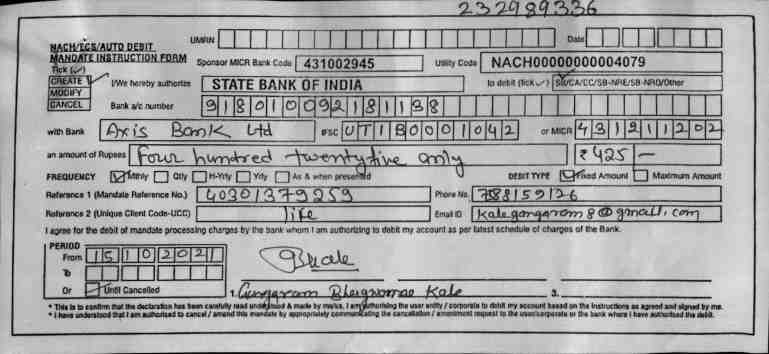 232989336
UMRN Date
NACH/ECS/AUTO DEBIT
MANDATE INSTRUCTION FORM Sponsor MICR Bank Code 431002945 Utility Code NACH00000000004079
Tick (✓)
CREATE ✓ I/We hereby authorize STATE BANK OF INDIA to debit (tick ✓) SB/CA/CC/SB-NRE/SB-NRO/Other
MODIFY
CANCEL Bank a/c number 918010092181138
with Bank Axis Bank Ltd IFSC UTIB0001042 or MICR 431211202
an amount of Rupees four hundred twentyfive only ₹425/-
FREQUENCY ✓ Mthly Qtly H-Yrly Yrly As & when presented DEBIT TYPE ✓ Fixed Amount Maximum Amount
Reference 1 (Mandate Reference No.) 40301379259 Phone No. 788159126
Reference 2 (Unique Client Code-UCC) life Email ID kalegangaram8@gmail.com
I agree for the debit of mandate processing charges by the bank whom I am authorizing to debit my account as per latest schedule of charges of the Bank.
PERIOD
From 15102021
To
Or ✓ Until Cancelled 1. Gangaram Kale 3.
* This is to confirm that the declaration has been carefully read understood & made by me/us. I am authorising the user entity / corporate to debit my account based on the instructions as agreed and signed by me.
* I have understood that I am authorised to cancel / amend this mandate by appropriately communicating the cancellation / amendment request to the user/corporate or the bank where I have authorised the debit.